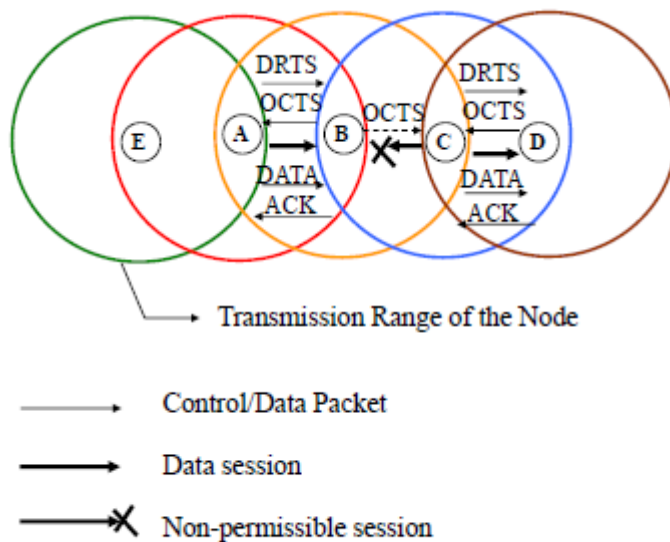 DRTS
OCTS
E
A
B
OCTS
DATA
ACK
DRTS
OCTS
C
D
DATA
ACK
Transmission Range of the Node
Control/Data Packet
Data session
Non-permissible session